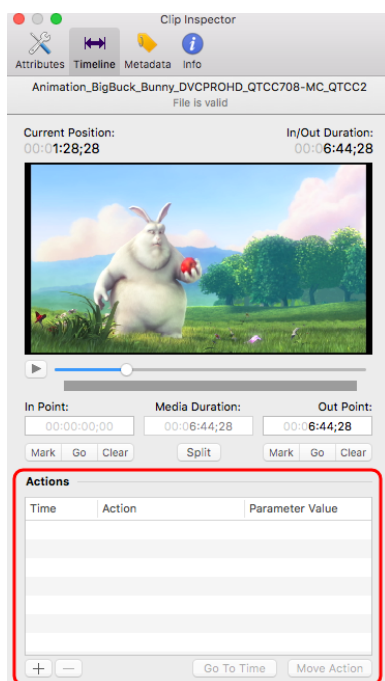 Clip Inspector
Attributes Timeline Metadata Info
Animation_BigBuck_Bunny_DVCPROHD_QTCC708-MC_QTCC2
File is valid
Current Position: In/Out Duration:
00:01:28;28 00:06:44;28
In Point: Media Duration: Out Point:
00:00:00;00 00:06:44;28 00:06:44;28
Mark Go Clear Split Mark Go Clear
Actions
Time Action Parameter Value
+ − Go To Time Move Action